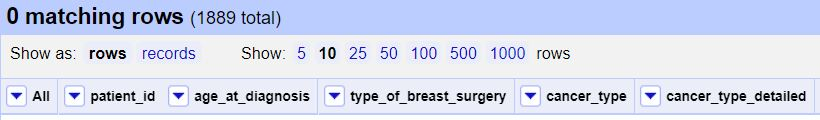 0 matching rows (1889 total)
Show as: rows records Show: 5 10 25 50 100 500 1000 rows
All patient_id age_at_diagnosis type_of_breast_surgery cancer_type cancer_type_detailed